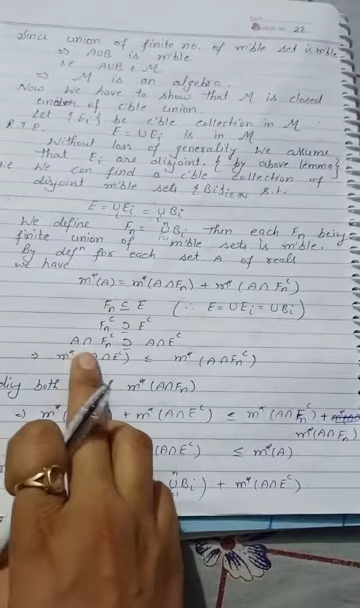 22
Since union of finite no. of m'ble set is m'ble
⇒ A∪B is m'ble
i.e A∪B ∈ M
⇒ M is an algebra.
Now we have to show that M is closed
under of c'ble union.
Let {Ei} be c'ble collection in M.
R.T.P. E = ∪Ei is in M
Without loss of generality we assume
that Ei are disjoint. { by above lemma}
We can find a c'ble collection of
disjoint m'ble sets {Bi}i∈N s.t.
E = ∪Ei = ∪Bi
We define Fn = ∪Bi then each Fn being
finite union of m'ble sets is m'ble.
By defn for each set A of reals
we have
m*(A) = m*(A∩Fn) + m*(A∩Fnᶜ)
Fn ⊆ E (∵ E = ∪Ei = ∪Bi)
Fnᶜ ⊇ Eᶜ
A∩Fnᶜ ⊇ A∩Eᶜ
⇒ m* A∩Eᶜ) ≤ m*(A∩Fnᶜ)
both m*(A∩Fn)
⇒ m*( + m*(A∩Eᶜ) ≤ m*(A∩Fnᶜ) +
m*(A∩Fn)
(A∩Eᶜ) ≤ m*(A)
∪Bi) + m*(A∩Eᶜ)